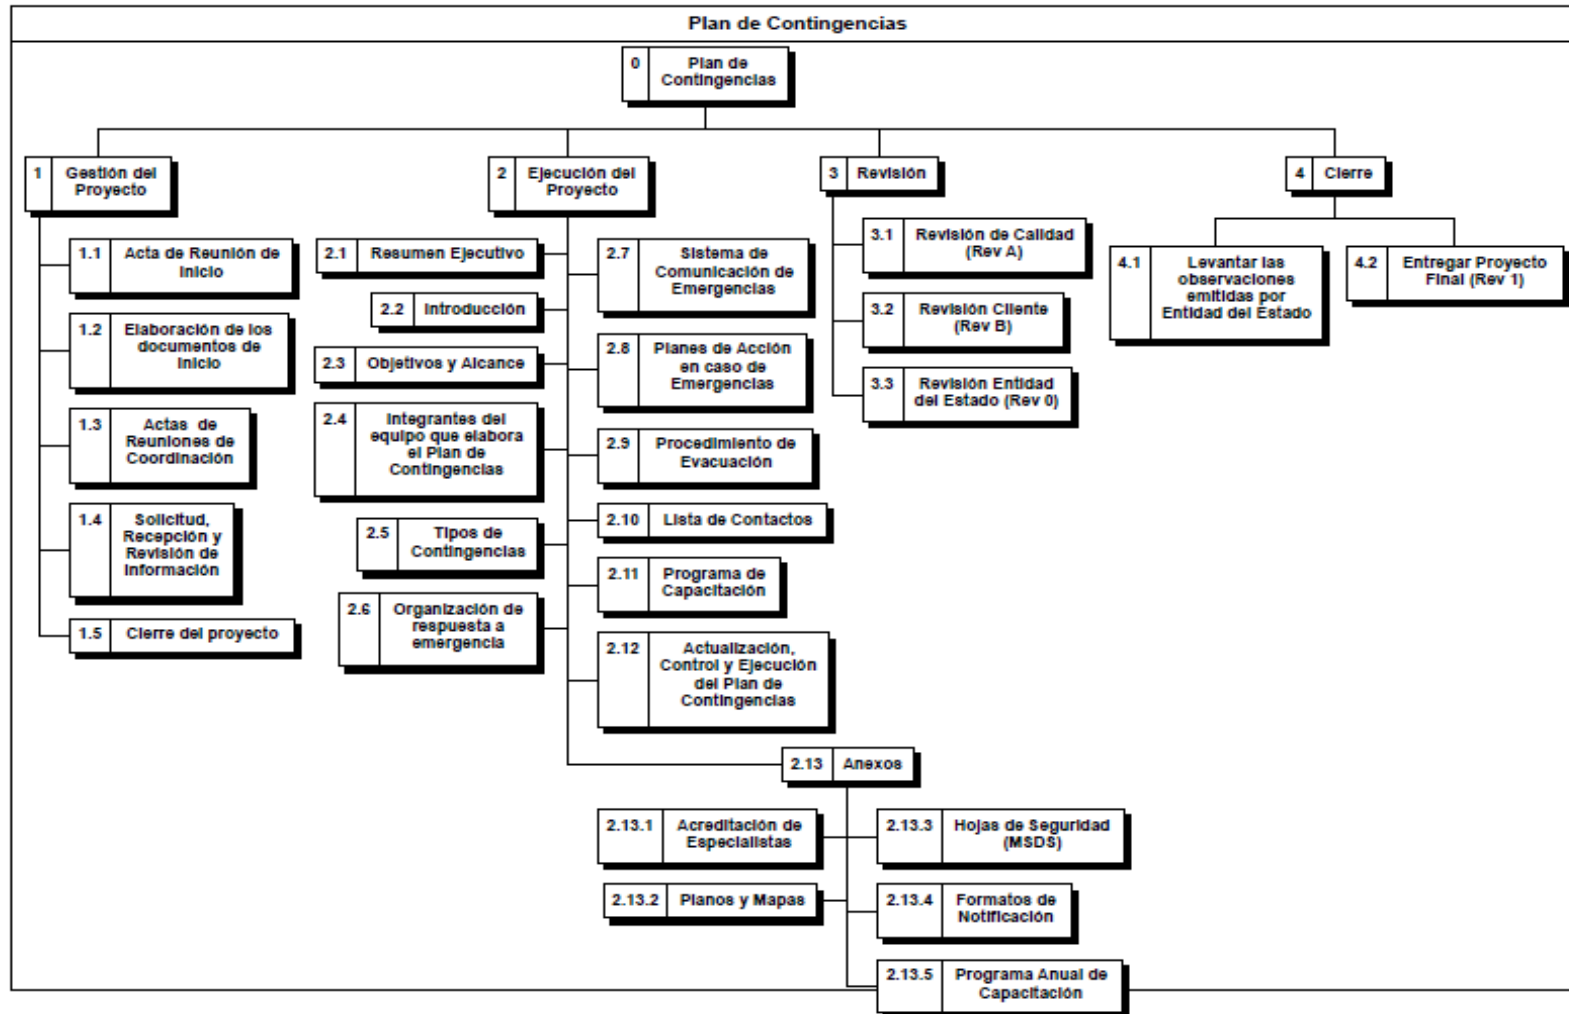 Plan de Contingencias
0 Plan de
Contingencias
1 Gestión del
Proyecto
1.1 Acta de Reunión de
Inicio
1.2 Elaboración de los
documentos de
Inicio
1.3 Actas de
Reuniones de
Coordinación
1.4 Solicitud,
Recepción y
Revisión de
Información
1.5 Cierre del proyecto
2 Ejecución del
Proyecto
2.1 Resumen Ejecutivo
2.2 Introducción
2.3 Objetivos y Alcance
2.4 Integrantes del
equipo que elabora
el Plan de
Contingencias
2.5 Tipos de
Contingencias
2.6 Organización de
respuesta a
emergencia
2.7 Sistema de
Comunicación de
Emergencias
2.8 Planes de Acción
en caso de
Emergencias
2.9 Procedimiento de
Evacuación
2.10 Lista de Contactos
2.11 Programa de
Capacitación
2.12 Actualización,
Control y Ejecución
del Plan de
Contingencias
2.13 Anexos
2.13.1 Acreditación de
Especialistas
2.13.2 Planos y Mapas
2.13.3 Hojas de Seguridad
(MSDS)
2.13.4 Formatos de
Notificación
2.13.5 Programa Anual de
Capacitación
3 Revisión
3.1 Revisión de Calidad
(Rev A)
3.2 Revisión Cliente
(Rev B)
3.3 Revisión Entidad
del Estado (Rev 0)
4 Cierre
4.1 Levantar las
observaciones
emitidas por
Entidad del Estado
4.2 Entregar Proyecto
Final (Rev 1)